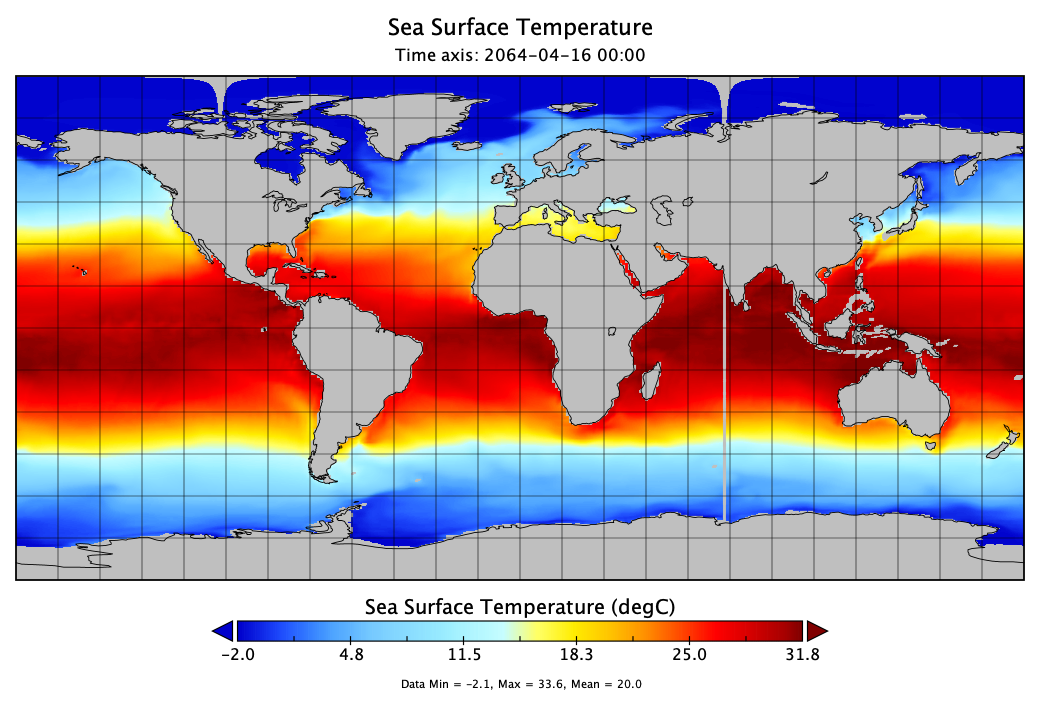 Sea Surface Temperature
Time axis: 2064-04-16 00:00
Sea Surface Temperature (degC)
-2.0 4.8 11.5 18.3 25.0 31.8
Data Min = -2.1, Max = 33.6, Mean = 20.0